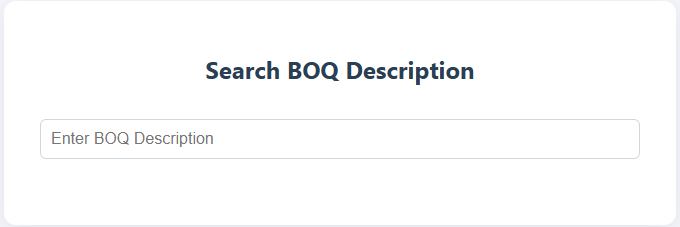 Search BOQ Description
Enter BOQ Description